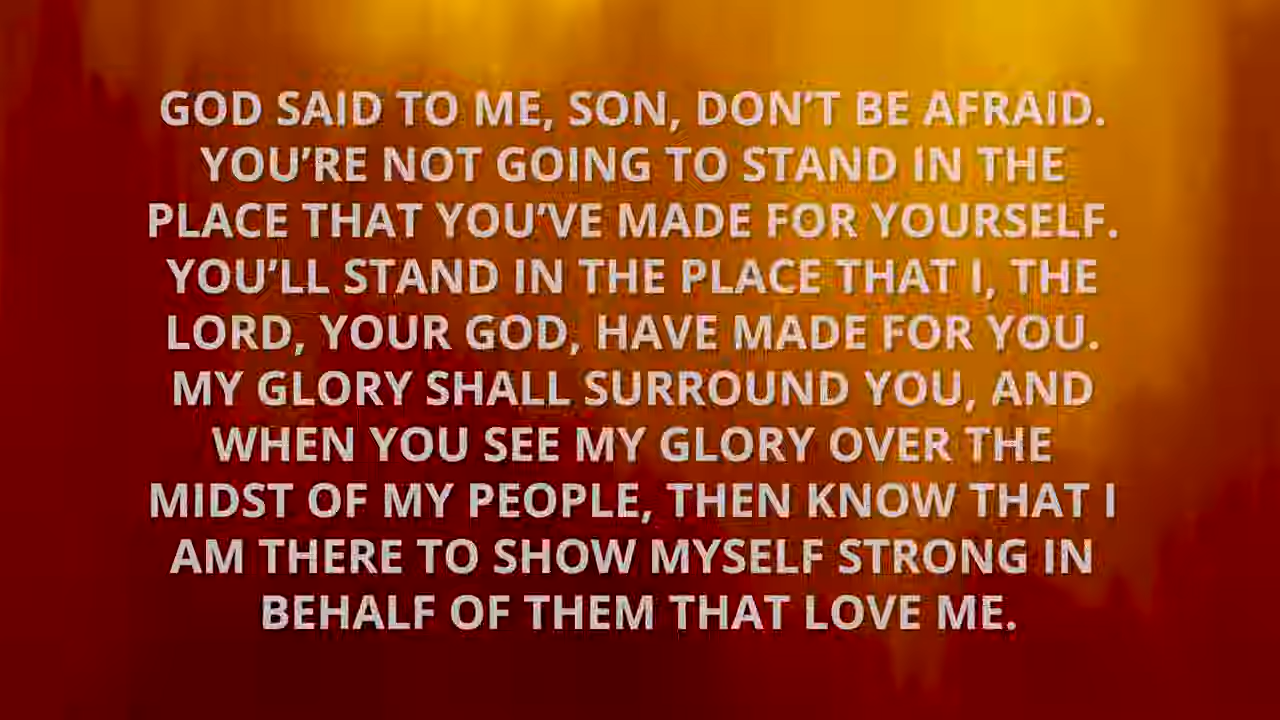 GOD SAID TO ME, SON, DON’T BE AFRAID.
YOU’RE NOT GOING TO STAND IN THE
PLACE THAT YOU’VE MADE FOR YOURSELF.
YOU’LL STAND IN THE PLACE THAT I, THE
LORD, YOUR GOD, HAVE MADE FOR YOU.
MY GLORY SHALL SURROUND YOU, AND
WHEN YOU SEE MY GLORY OVER THE
MIDST OF MY PEOPLE, THEN KNOW THAT I
AM THERE TO SHOW MYSELF STRONG IN
BEHALF OF THEM THAT LOVE ME.